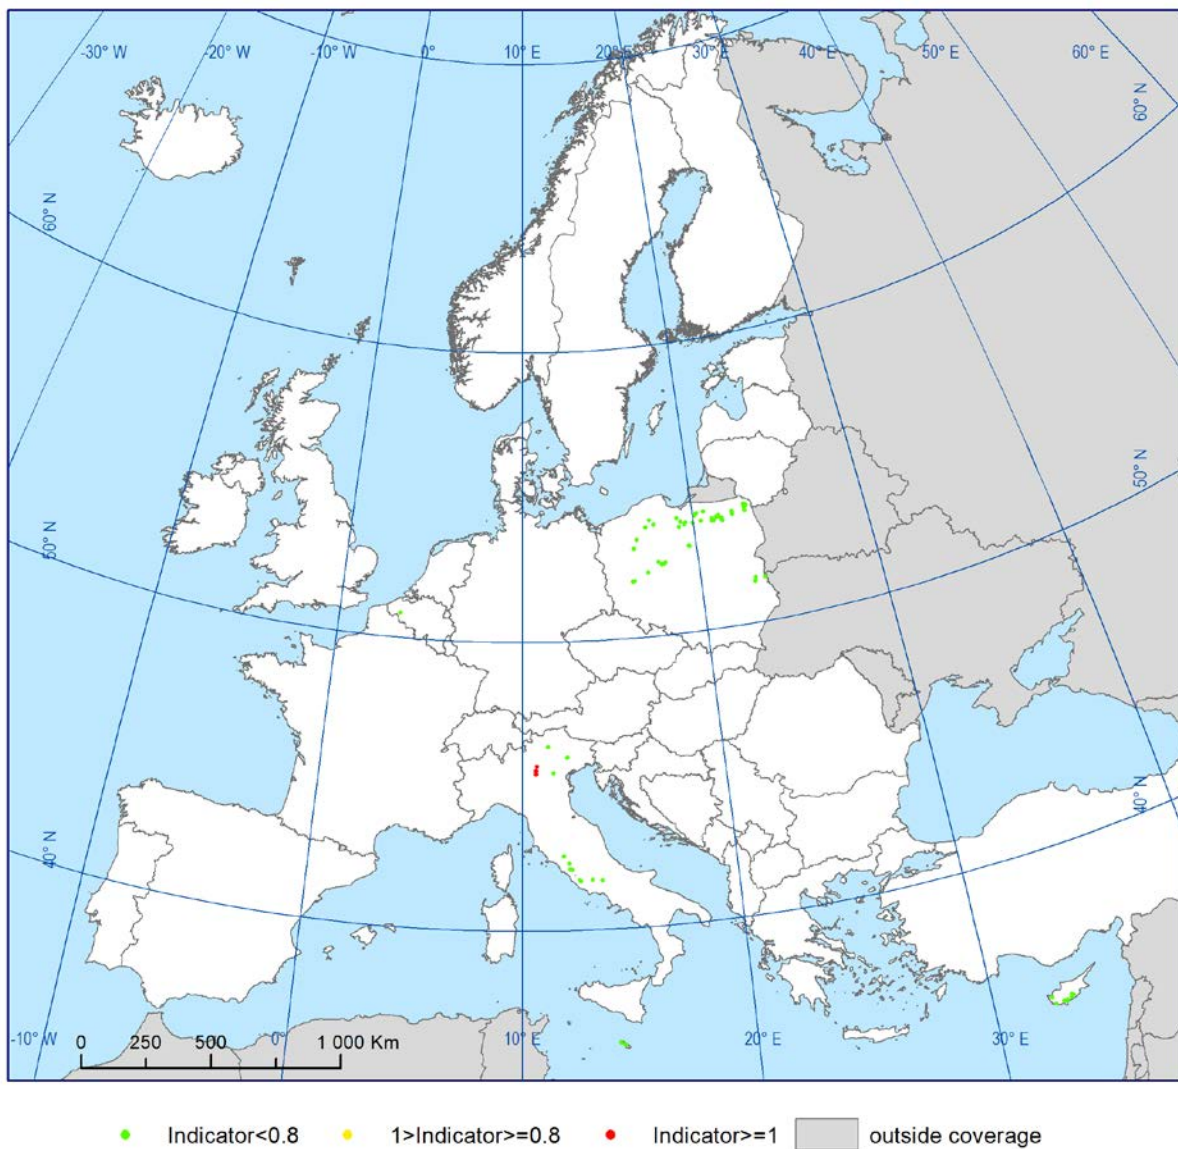 -30° W
-20° W
-10° W
0°
10° E
20° E
30° E
40° E
50° E
60° E
60° N
60° N
50° N
50° N
40° N
40° N
-10° W
0°
10° E
20° E
30° E
0 250 500 1 000 Km
Indicator<0.8 1>Indicator>=0.8 Indicator>=1 outside coverage